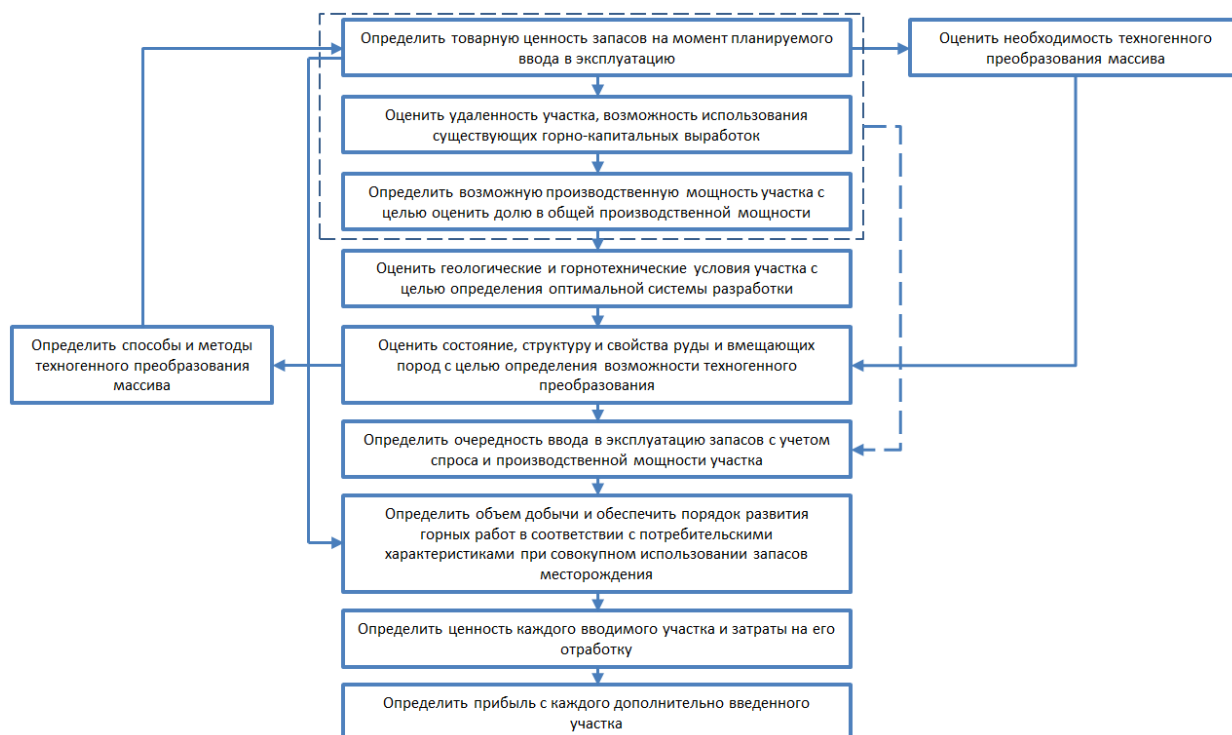 Определить товарную ценность запасов на момент планируемого
ввода в эксплуатацию
Оценить необходимость техногенного
преобразования массива
Оценить удаленность участка, возможность использования
существующих горно-капитальных выработок
Определить возможную производственную мощность участка с
целью оценить долю в общей производственной мощности
Оценить геологические и горнотехнические условия участка с
целью определения оптимальной системы разработки
Определить способы и методы
техногенного преобразования
массива
Оценить состояние, структуру и свойства руды и вмещающих
пород с целью определения возможности техногенного
преобразования
Определить очередность ввода в эксплуатацию запасов с учетом
спроса и производственной мощности участка
Определить объем добычи и обеспечить порядок развития
горных работ в соответствии с потребительскими
характеристиками при совокупном использовании запасов
месторождения
Определить ценность каждого вводимого участка и затраты на его
отработку
Определить прибыль с каждого дополнительно введенного
участка